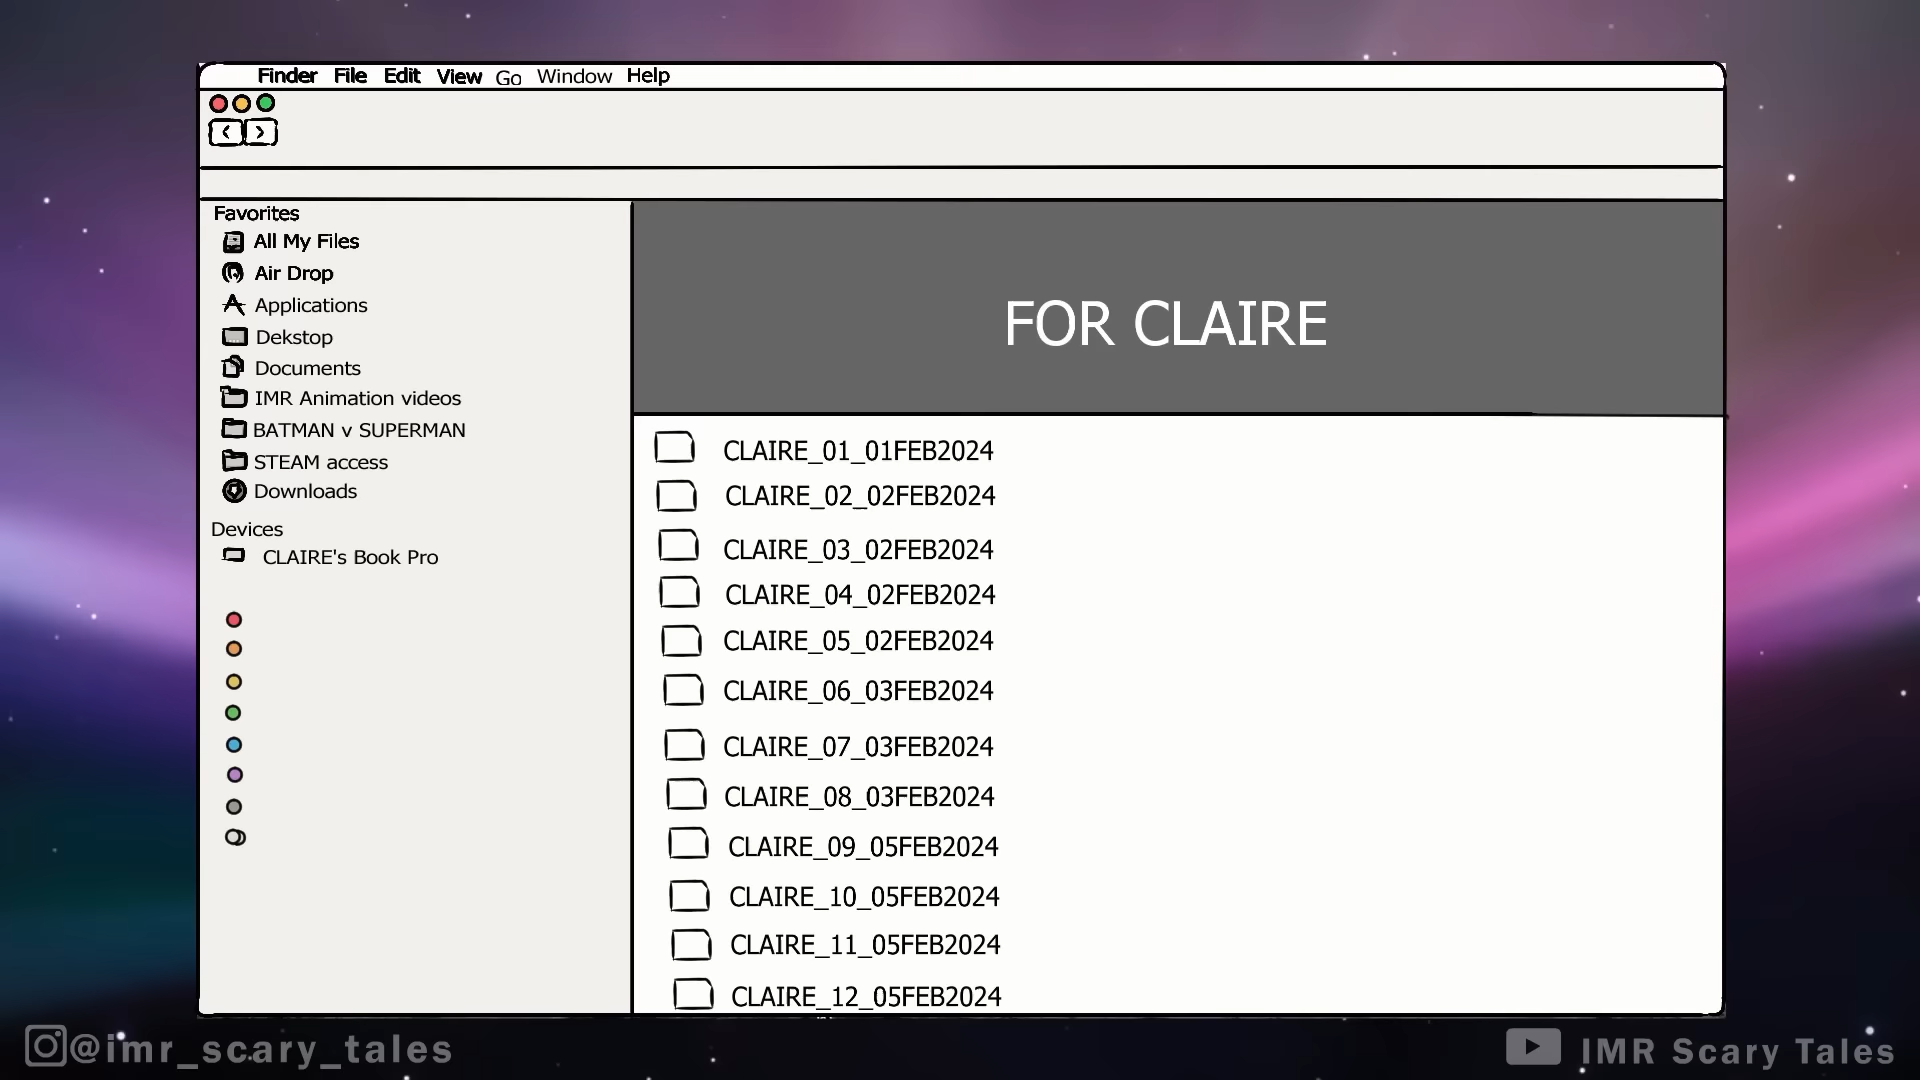 Finder File Edit View Go Window Help
Favorites
All My Files
Air Drop
Applications
Dekstop
Documents
IMR Animation videos
BATMAN v SUPERMAN
STEAM access
Downloads
Devices
CLAIRE's Book Pro
FOR CLAIRE
CLAIRE_01_01FEB2024
CLAIRE_02_02FEB2024
CLAIRE_03_02FEB2024
CLAIRE_04_02FEB2024
CLAIRE_05_02FEB2024
CLAIRE_06_03FEB2024
CLAIRE_07_03FEB2024
CLAIRE_08_03FEB2024
CLAIRE_09_05FEB2024
CLAIRE_10_05FEB2024
CLAIRE_11_05FEB2024
CLAIRE_12_05FEB2024
@imr_scary_tales
IMR Scary Tales